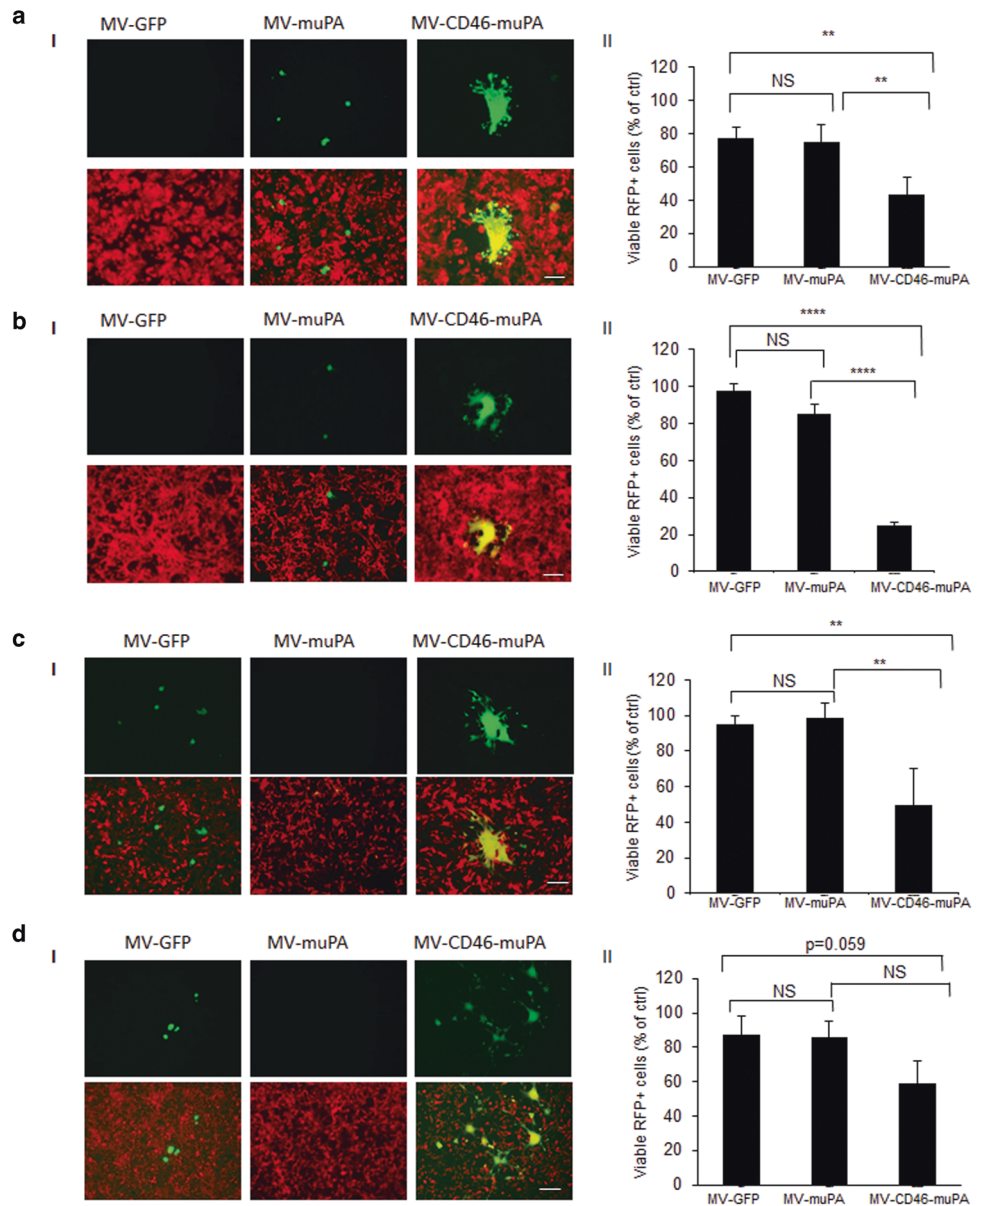 a
I
MV-GFP MV-muPA MV-CD46-muPA
II
**
NS **
Viable RFP+ cells (% of ctrl)
120
100
80
60
40
20
0
MV-GFP MV-muPA MV-CD46-muPA
b
I
MV-GFP MV-muPA MV-CD46-muPA
II
****
NS
****
Viable RFP+ cells (% of ctrl)
120
100
80
60
40
20
0
MV-GFP MV-muPA MV-CD46-muPA
c
I
MV-GFP MV-muPA MV-CD46-muPA
II
**
NS **
Viable RFP+ cells (% of ctrl)
120
100
80
60
40
20
0
MV-GFP MV-muPA MV-CD46-muPA
d
I
MV-GFP MV-muPA MV-CD46-muPA
II
p=0.059
NS NS
Viable RFP+ cells (% of ctrl)
120
100
80
60
40
20
0
MV-GFP MV-muPA MV-CD46-muPA